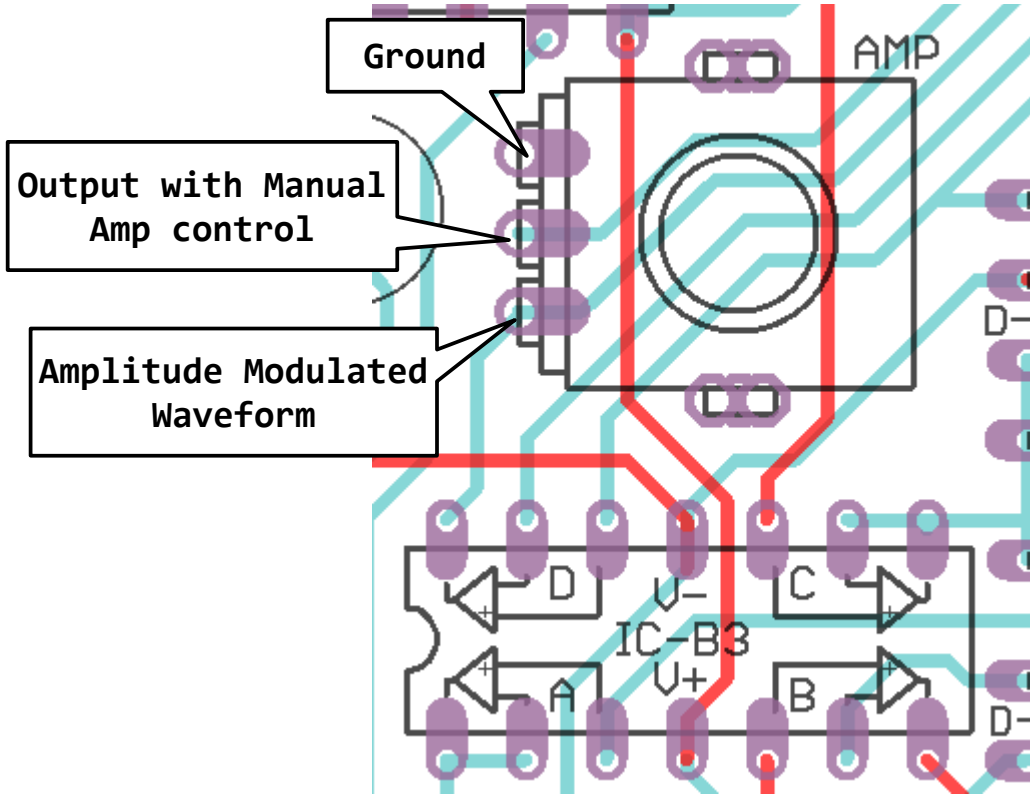 Ground
AMP
Output with Manual
Amp control
D-
Amplitude Modulated
Waveform
D
V-
C
IC-B3
A
V+
B
D-